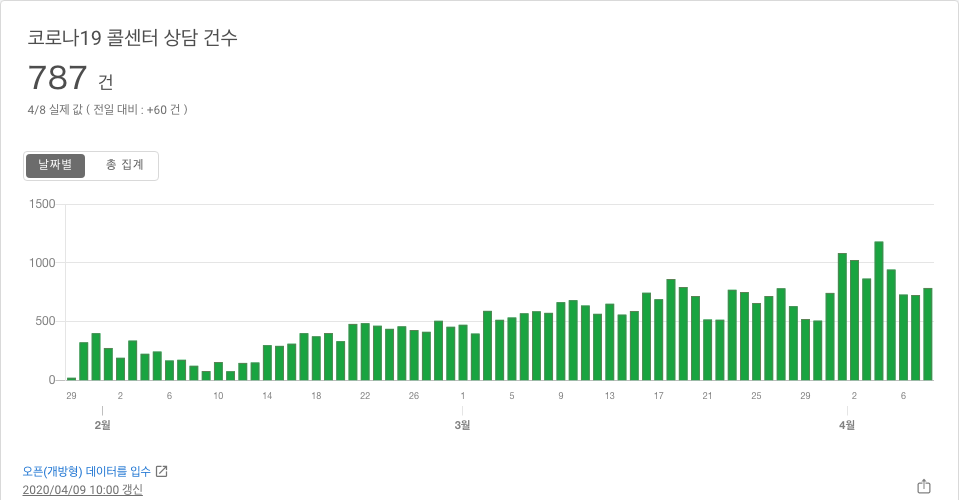 코로나19 콜센터 상담 건수
787 건
4/8 실제 값 ( 전일 대비 : +60 건 )
날짜별 총 집계
1500
1000
500
0
29 2 6 10 14 18 22 26 1 5 9 13 17 21 25 29 2 6
2월 3월 4월
오픈(개방형) 데이터를 입수
2020/04/09 10:00 갱신